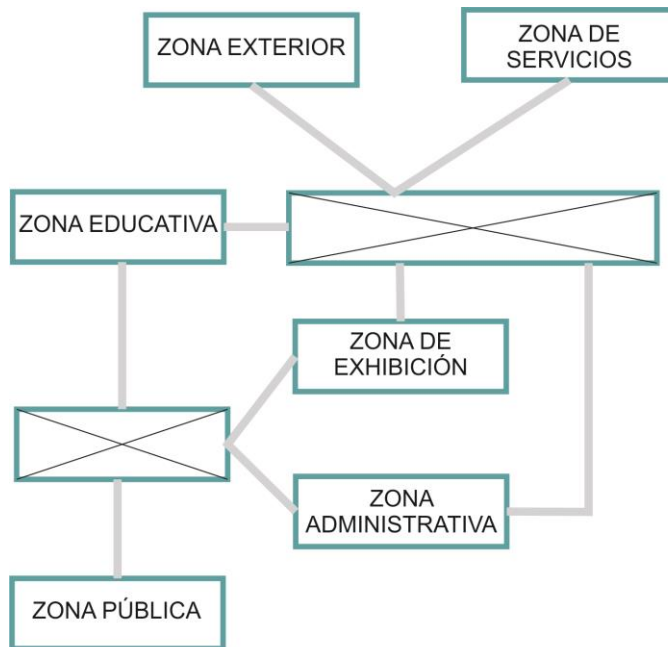 ZONA EXTERIOR
ZONA DE
SERVICIOS
ZONA EDUCATIVA
ZONA DE
EXHIBICIÓN
ZONA
ADMINISTRATIVA
ZONA PÚBLICA